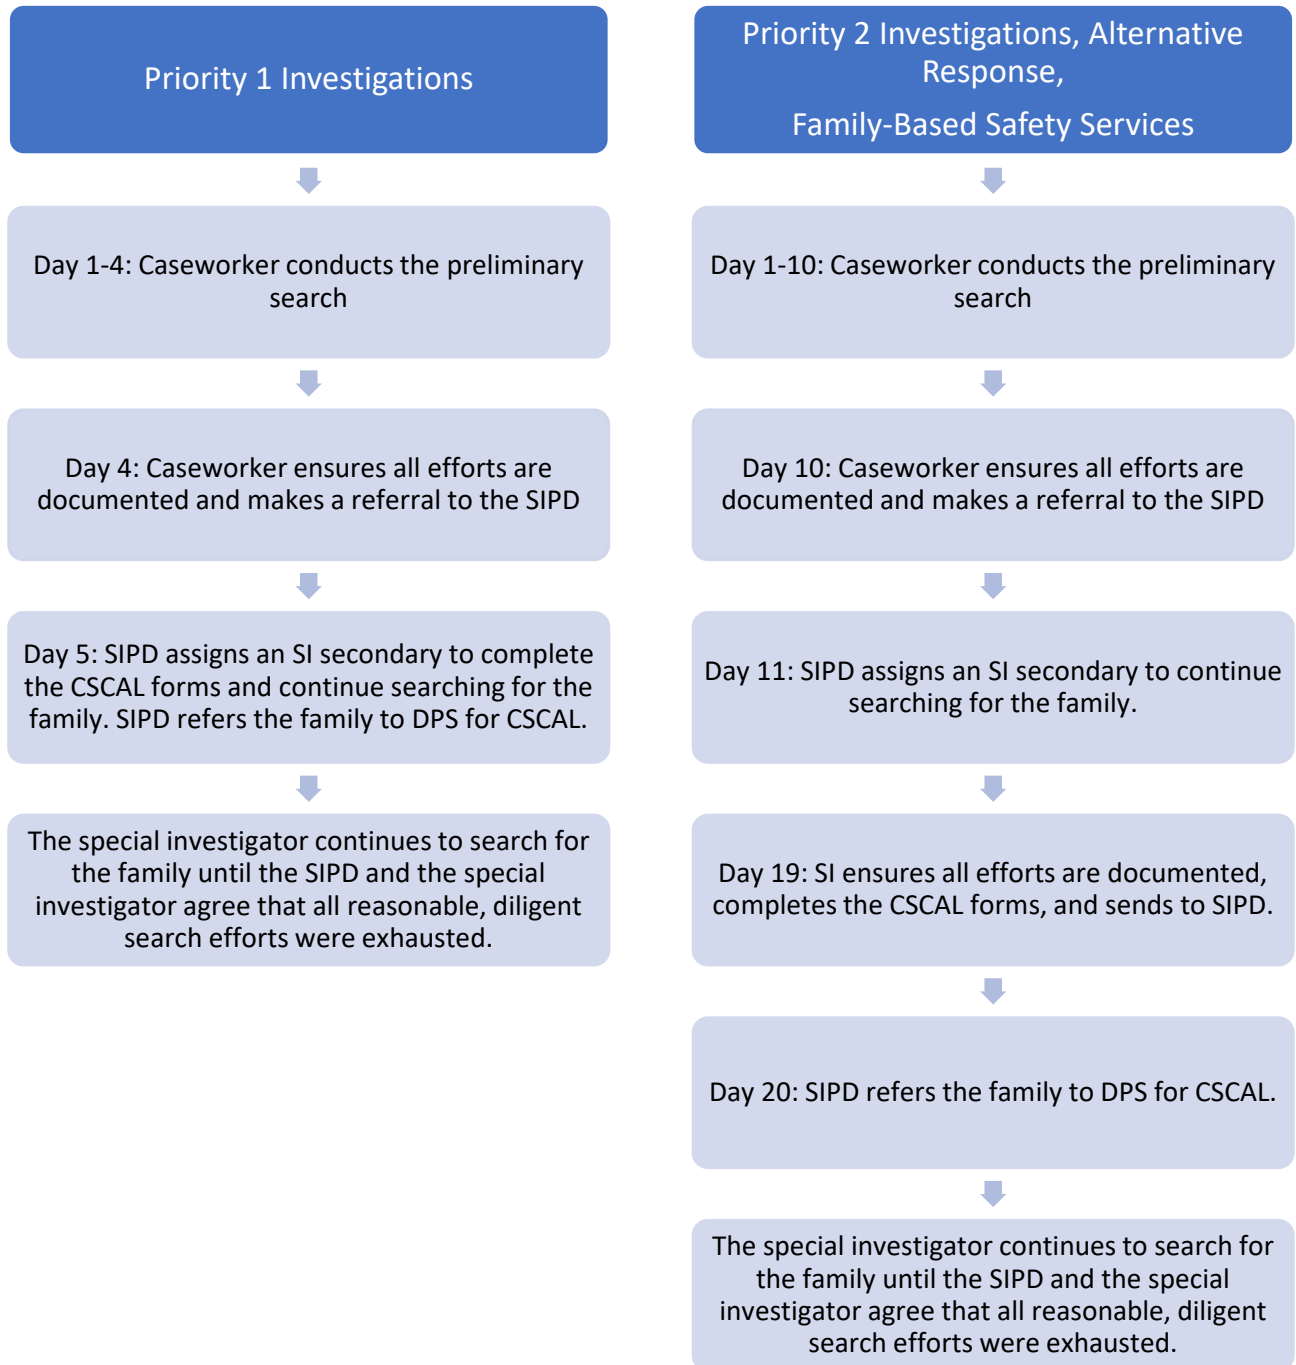 Priority 1 Investigations
Day 1-4: Caseworker conducts the preliminary
search
Day 4: Caseworker ensures all efforts are
documented and makes a referral to the SIPD
Day 5: SIPD assigns an SI secondary to complete
the CSCAL forms and continue searching for the
family. SIPD refers the family to DPS for CSCAL.
The special investigator continues to search for
the family until the SIPD and the special
investigator agree that all reasonable, diligent
search efforts were exhausted.
Priority 2 Investigations, Alternative
Response,
Family-Based Safety Services
Day 1-10: Caseworker conducts the preliminary
search
Day 10: Caseworker ensures all efforts are
documented and makes a referral to the SIPD
Day 11: SIPD assigns an SI secondary to continue
searching for the family.
Day 19: SI ensures all efforts are documented,
completes the CSCAL forms, and sends to SIPD.
Day 20: SIPD refers the family to DPS for CSCAL.
The special investigator continues to search for
the family until the SIPD and the special
investigator agree that all reasonable, diligent
search efforts were exhausted.